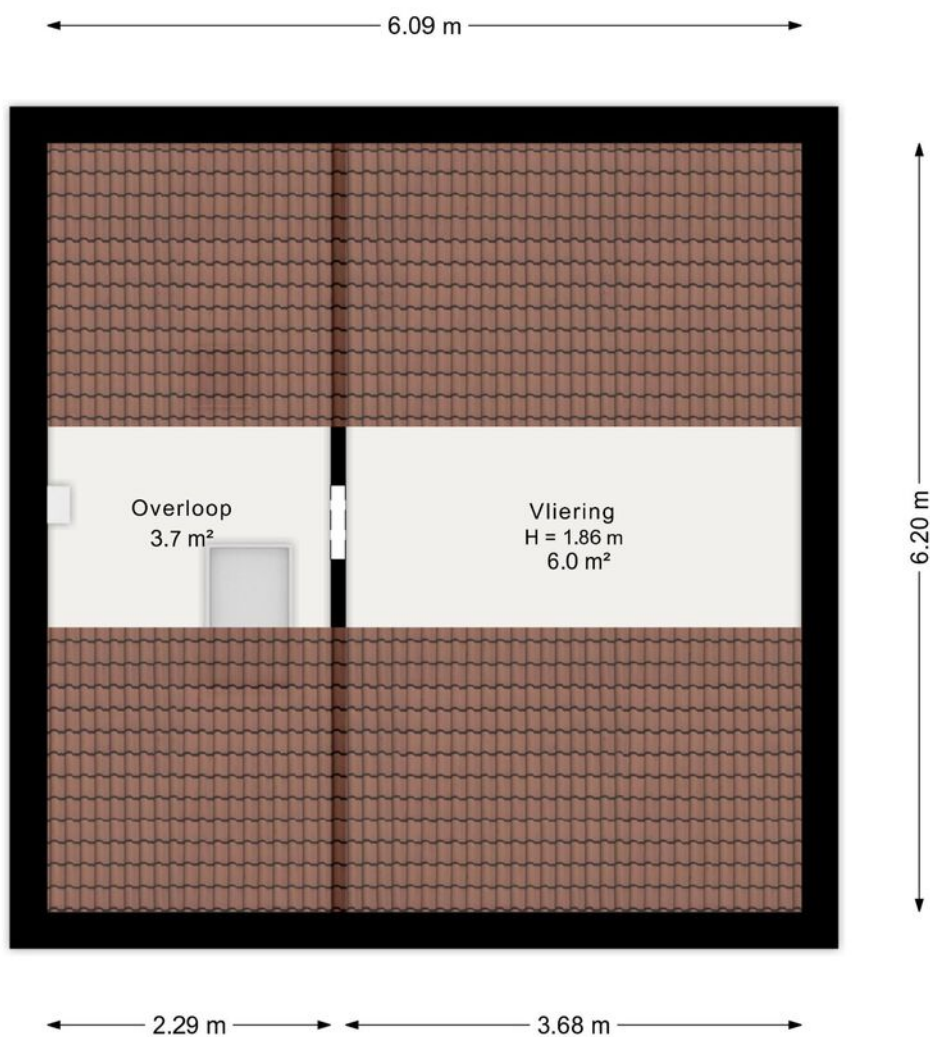 6.09 m
Overloop
3.7 m²
Vliering
H = 1.86 m
6.0 m²
6.20 m
2.29 m
3.68 m